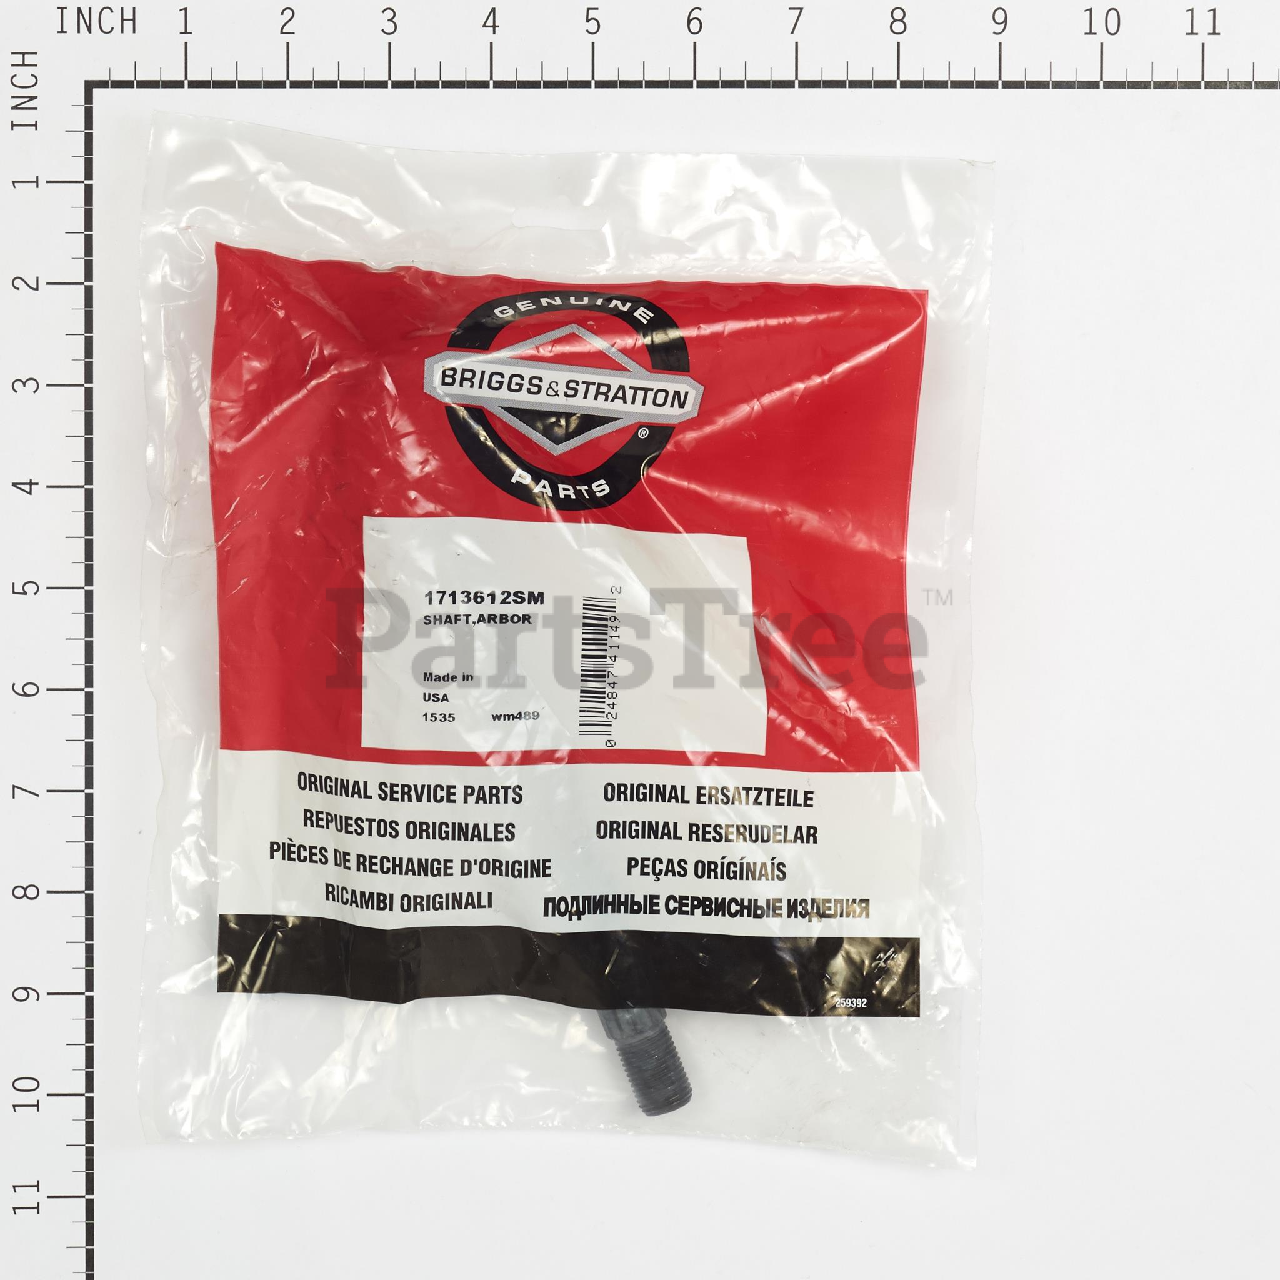 INCH 1 2 3 4 5 6 7 8 9 10 11
INCH 1 2 3 4 5 6 7 8 9 10 11
GENUINE
BRIGGS&STRATTON
®
PARTS
PartsTree™
1713612SM
SHAFT,ARBOR
Made in
USA
1535 wm489
0 24847 41149 2
ORIGINAL SERVICE PARTS
REPUESTOS ORIGINALES
PIÈCES DE RECHANGE D'ORIGINE
RICAMBI ORIGINALI
ORIGINAL ERSATZTEILE
ORIGINAL RESERUDELAR
PEÇAS ORÍGÍNAÍS
ПОДЛИННЫЕ СЕРВИСНЫЕ ИЗДЕЛИЯ
259392